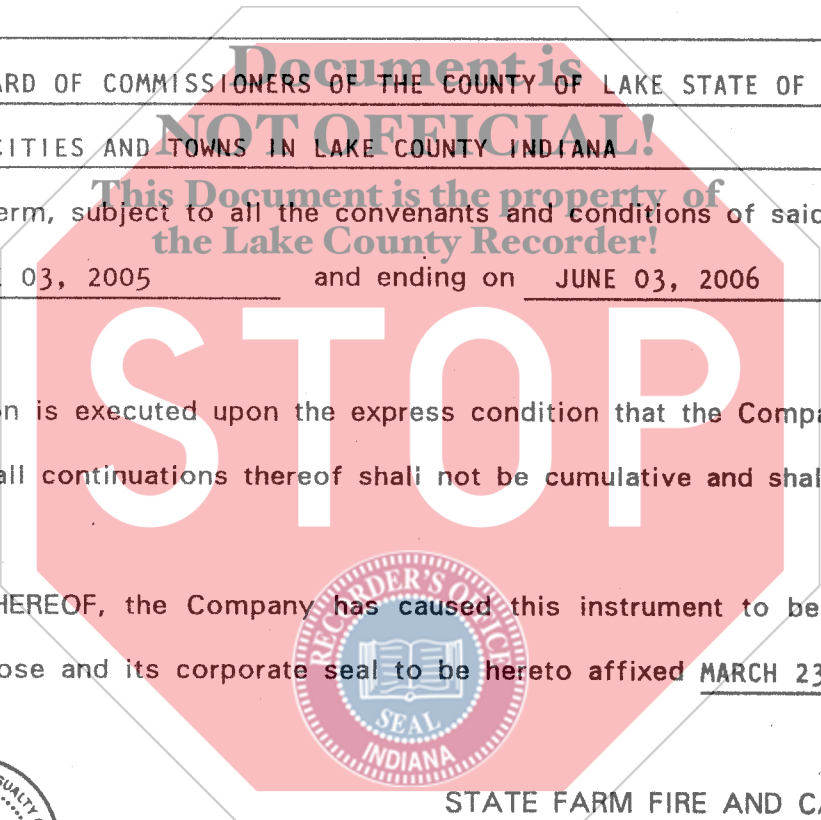 Document is
ARD OF COMMISSIONERS OF THE COUNTY OF LAKE STATE OF
NOT OFFICIAL!
CITIES AND TOWNS IN LAKE COUNTY INDIANA
This Document is the property of
erm, subject to all the convenants and conditions of said
the Lake County Recorder!
03, 2005 and ending on JUNE 03, 2006
STOP
on is executed upon the express condition that the Compa
all continuations thereof shall not be cumulative and shal
HEREOF, the Company has caused this instrument to be
ose and its corporate seal to be hereto affixed MARCH 23
RECORDER'S OFFICE
SEAL
INDIANA
SUALTY
STATE FARM FIRE AND CA